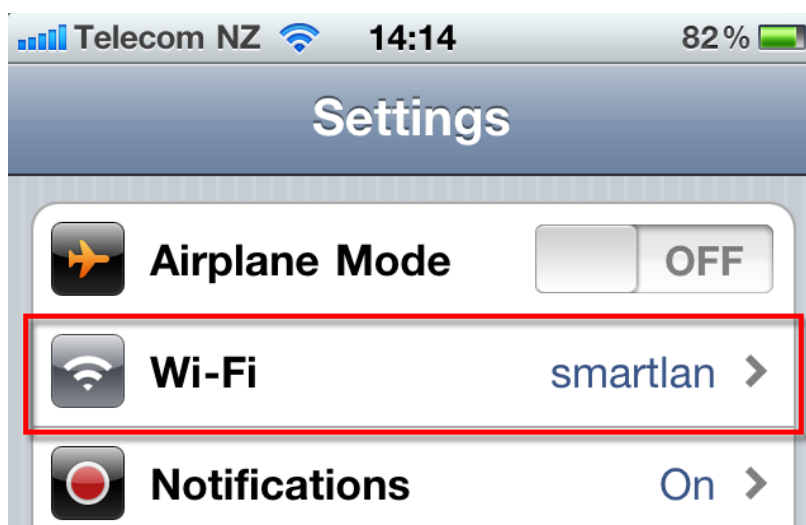 Telecom NZ 14:14 82%
Settings
Airplane Mode OFF
Wi-Fi smartlan
Notifications On